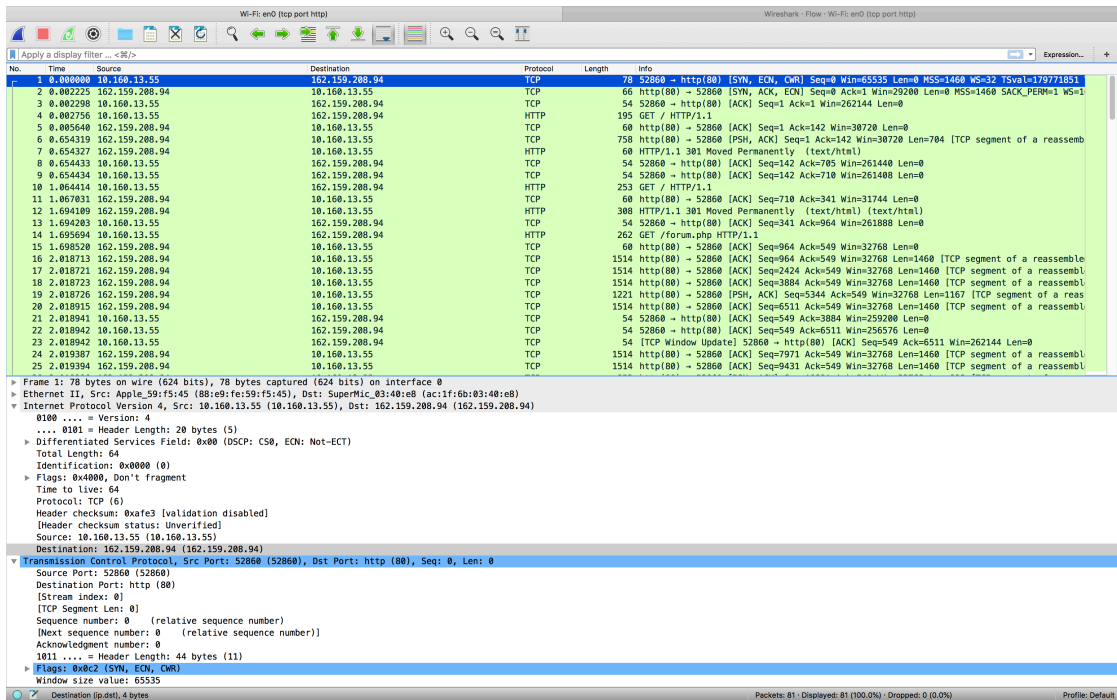 Wi-Fi: en0 (tcp port http)
Wireshark · Flow · Wi-Fi: en0 (tcp port http)
Apply a display filter ... <⌘/>
Expression...
+
No. Time Source Destination Protocol Length Info
1 0.000000 10.160.13.55 162.159.208.94 TCP 78 52860 → http(80) [SYN, ECN, CWR] Seq=0 Win=65535 Len=0 MSS=1460 WS=32 TSval=179771851
2 0.002225 162.159.208.94 10.160.13.55 TCP 66 http(80) → 52860 [SYN, ACK, ECN] Seq=0 Ack=1 Win=29200 Len=0 MSS=1460 SACK_PERM=1 WS=1
3 0.002298 10.160.13.55 162.159.208.94 TCP 54 52860 → http(80) [ACK] Seq=1 Ack=1 Win=262144 Len=0
4 0.002756 10.160.13.55 162.159.208.94 HTTP 195 GET / HTTP/1.1
5 0.005640 162.159.208.94 10.160.13.55 TCP 60 http(80) → 52860 [ACK] Seq=1 Ack=142 Win=30720 Len=0
6 0.654319 162.159.208.94 10.160.13.55 TCP 758 http(80) → 52860 [PSH, ACK] Seq=1 Ack=142 Win=30720 Len=704 [TCP segment of a reassemb
7 0.654327 162.159.208.94 10.160.13.55 HTTP 60 HTTP/1.1 301 Moved Permanently (text/html)
8 0.654433 10.160.13.55 162.159.208.94 TCP 54 52860 → http(80) [ACK] Seq=142 Ack=705 Win=261440 Len=0
9 0.654434 10.160.13.55 162.159.208.94 TCP 54 52860 → http(80) [ACK] Seq=142 Ack=710 Win=261408 Len=0
10 1.064414 10.160.13.55 162.159.208.94 HTTP 253 GET / HTTP/1.1
11 1.067031 162.159.208.94 10.160.13.55 TCP 60 http(80) → 52860 [ACK] Seq=710 Ack=341 Win=31744 Len=0
12 1.694109 162.159.208.94 10.160.13.55 HTTP 308 HTTP/1.1 301 Moved Permanently (text/html) (text/html)
13 1.694203 10.160.13.55 162.159.208.94 TCP 54 52860 → http(80) [ACK] Seq=341 Ack=964 Win=261888 Len=0
14 1.695694 10.160.13.55 162.159.208.94 HTTP 262 GET /forum.php HTTP/1.1
15 1.698520 162.159.208.94 10.160.13.55 TCP 60 http(80) → 52860 [ACK] Seq=964 Ack=549 Win=32768 Len=0
16 2.018713 162.159.208.94 10.160.13.55 TCP 1514 http(80) → 52860 [ACK] Seq=964 Ack=549 Win=32768 Len=1460 [TCP segment of a reassemble
17 2.018721 162.159.208.94 10.160.13.55 TCP 1514 http(80) → 52860 [ACK] Seq=2424 Ack=549 Win=32768 Len=1460 [TCP segment of a reassembl
18 2.018723 162.159.208.94 10.160.13.55 TCP 1514 http(80) → 52860 [ACK] Seq=3884 Ack=549 Win=32768 Len=1460 [TCP segment of a reassembl
19 2.018726 162.159.208.94 10.160.13.55 TCP 1221 http(80) → 52860 [PSH, ACK] Seq=5344 Ack=549 Win=32768 Len=1167 [TCP segment of a reas
20 2.018915 162.159.208.94 10.160.13.55 TCP 1514 http(80) → 52860 [ACK] Seq=6511 Ack=549 Win=32768 Len=1460 [TCP segment of a reassembl
21 2.018941 10.160.13.55 162.159.208.94 TCP 54 52860 → http(80) [ACK] Seq=549 Ack=3884 Win=259200 Len=0
22 2.018942 10.160.13.55 162.159.208.94 TCP 54 52860 → http(80) [ACK] Seq=549 Ack=6511 Win=256576 Len=0
23 2.018942 10.160.13.55 162.159.208.94 TCP 54 [TCP Window Update] 52860 → http(80) [ACK] Seq=549 Ack=6511 Win=262144 Len=0
24 2.019387 162.159.208.94 10.160.13.55 TCP 1514 http(80) → 52860 [ACK] Seq=7971 Ack=549 Win=32768 Len=1460 [TCP segment of a reassembl
25 2.019394 162.159.208.94 10.160.13.55 TCP 1514 http(80) → 52860 [ACK] Seq=9431 Ack=549 Win=32768 Len=1460 [TCP segment of a reassembl
Frame 1: 78 bytes on wire (624 bits), 78 bytes captured (624 bits) on interface 0
Ethernet II, Src: Apple_59:f5:45 (88:e9:fe:59:f5:45), Dst: SuperMic_03:40:e8 (ac:1f:6b:03:40:e8)
Internet Protocol Version 4, Src: 10.160.13.55 (10.160.13.55), Dst: 162.159.208.94 (162.159.208.94)
0100 .... = Version: 4
.... 0101 = Header Length: 20 bytes (5)
Differentiated Services Field: 0x00 (DSCP: CS0, ECN: Not-ECT)
Total Length: 64
Identification: 0x0000 (0)
Flags: 0x4000, Don't fragment
Time to live: 64
Protocol: TCP (6)
Header checksum: 0xafe3 [validation disabled]
[Header checksum status: Unverified]
Source: 10.160.13.55 (10.160.13.55)
Destination: 162.159.208.94 (162.159.208.94)
Transmission Control Protocol, Src Port: 52860 (52860), Dst Port: http (80), Seq: 0, Len: 0
Source Port: 52860 (52860)
Destination Port: http (80)
[Stream index: 0]
[TCP Segment Len: 0]
Sequence number: 0 (relative sequence number)
[Next sequence number: 0 (relative sequence number)]
Acknowledgment number: 0
1011 .... = Header Length: 44 bytes (11)
Flags: 0x0c2 (SYN, ECN, CWR)
Window size value: 65535
Destination (ip.dst), 4 bytes
Packets: 81 · Displayed: 81 (100.0%) · Dropped: 0 (0.0%)
Profile: Default